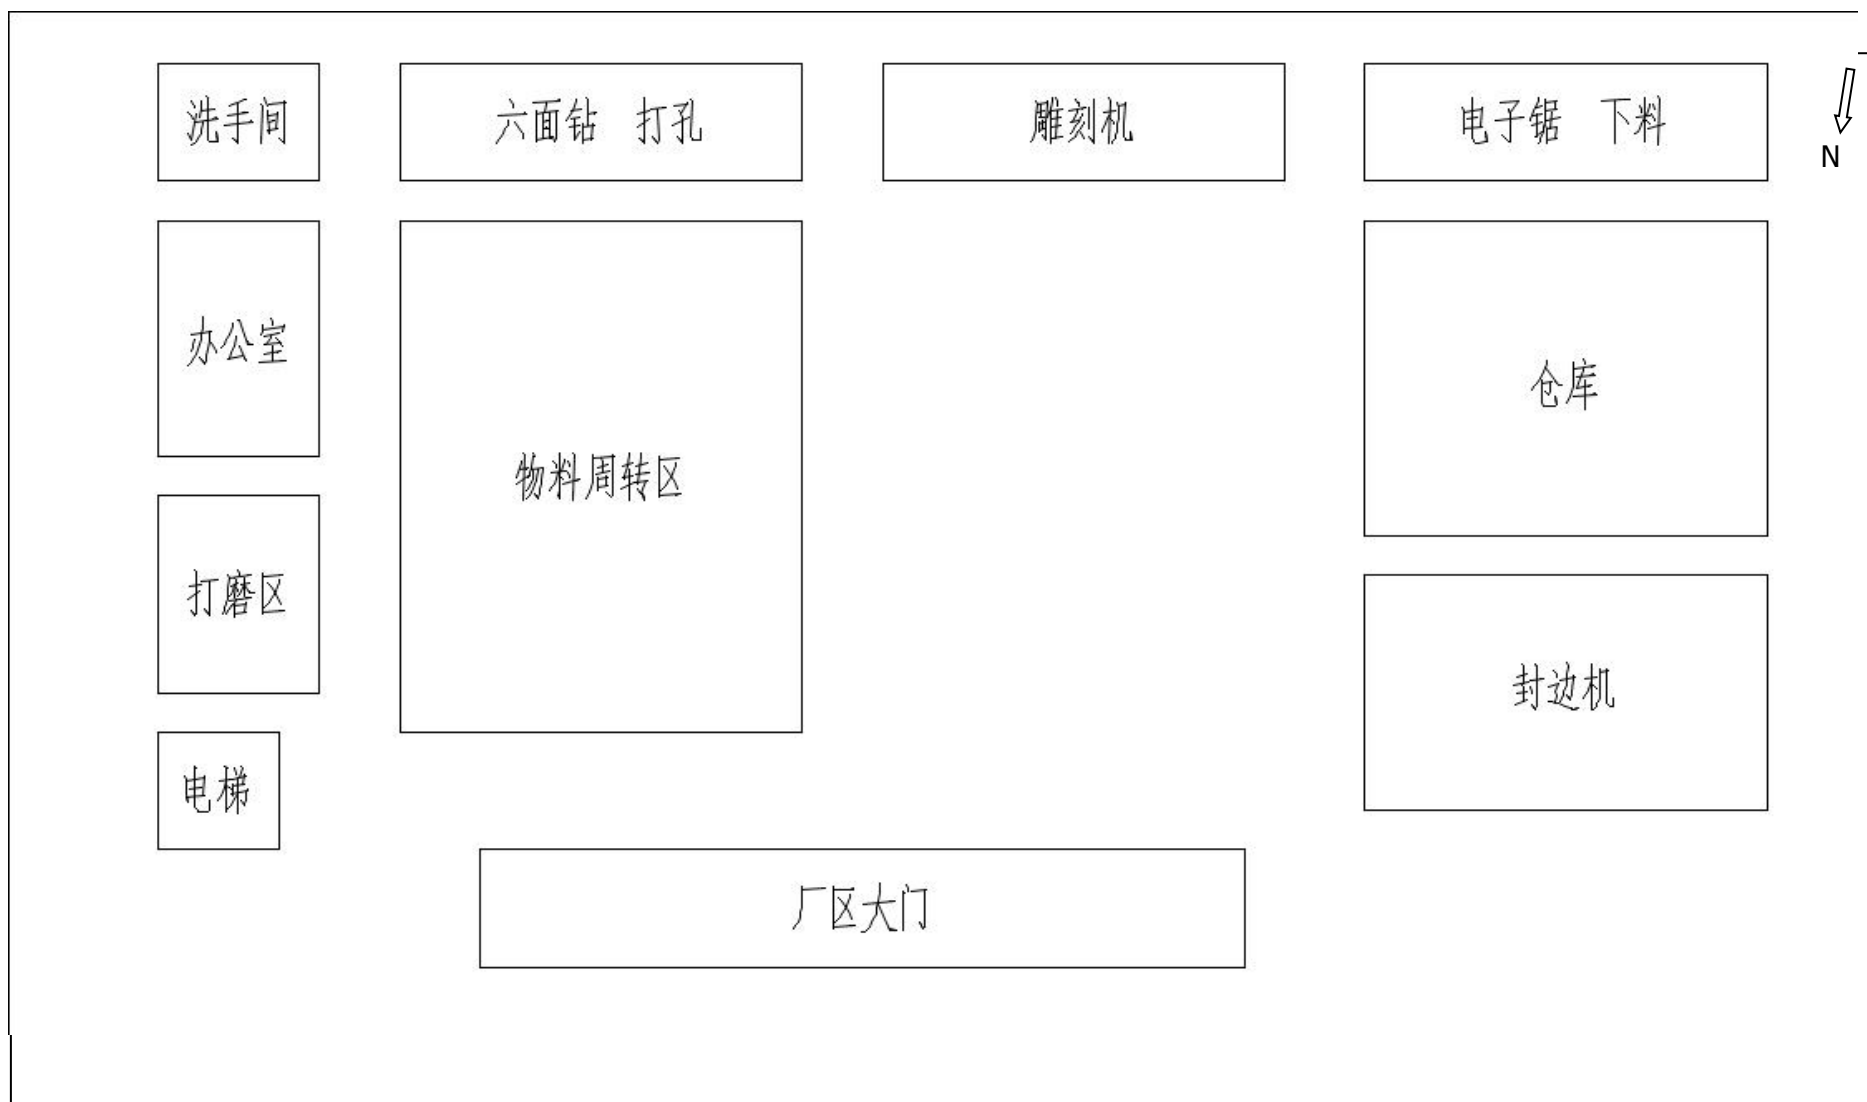 洗手间
六面钻 打孔
雕刻机
电子锯 下料
N
办公室
仓库
物料周转区
打磨区
封边机
电梯
厂区大门